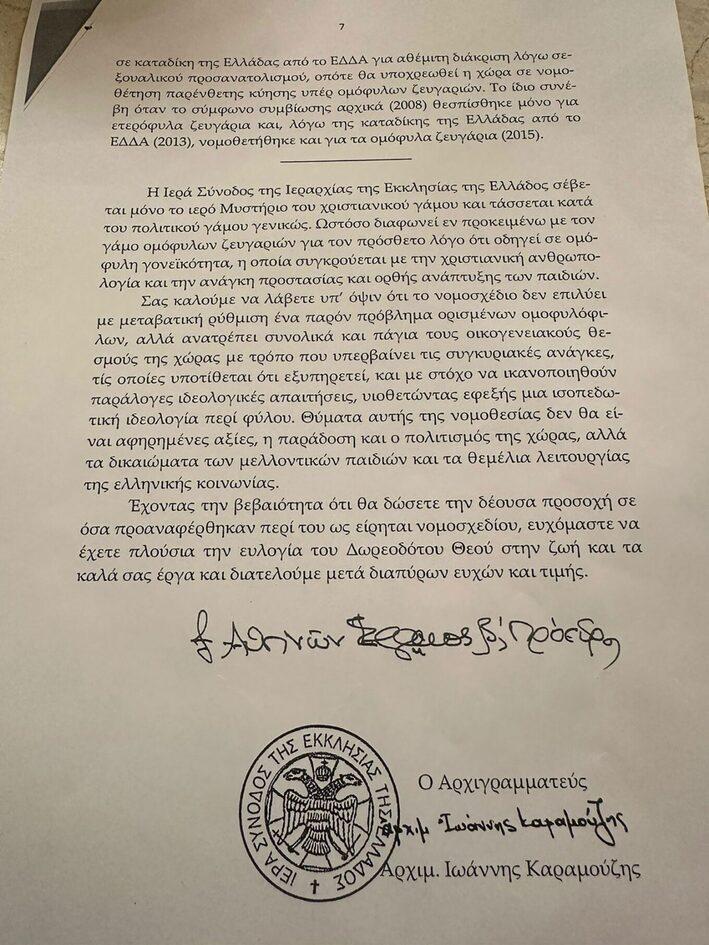 7
σε καταδίκη της Ελλάδας από το ΕΔΔΑ για αθέμιτη διάκριση λόγω σε-
ξουαλικού προσανατολισμού, οπότε θα υποχρεωθεί η χώρα σε νομο-
θέτηση παρένθετης κύησης υπέρ ομόφυλων ζευγαριών. Το ίδιο συνέ-
βη όταν το σύμφωνο συμβίωσης αρχικά (2008) θεσπίσθηκε μόνο για
ετερόφυλα ζευγάρια και, λόγω της καταδίκης της Ελλάδας από το
ΕΔΔΑ (2013), νομοθετήθηκε και για τα ομόφυλα ζευγάρια (2015).
Η Ιερά Σύνοδος της Ιεραρχίας της Εκκλησίας της Ελλάδος σέβε-
ται μόνο το ιερό Μυστήριο του χριστιανικού γάμου και τάσσεται κατά
του πολιτικού γάμου γενικώς. Ωστόσο διαφωνεί εν προκειμένω με τον
γάμο ομόφυλων ζευγαριών για τον πρόσθετο λόγο ότι οδηγεί σε ομό-
φυλη γονεϊκότητα, η οποία συγκρούεται με την χριστιανική ανθρωπο-
λογία και την ανάγκη προστασίας και ορθής ανάπτυξης των παιδιών.
Σας καλούμε να λάβετε υπ’ όψιν ότι το νομοσχέδιο δεν επιλύει
με μεταβατική ρύθμιση ένα παρόν πρόβλημα ορισμένων ομοφυλόφι-
λων, αλλά ανατρέπει συνολικά και πάγια τους οικογενειακούς θε-
σμούς της χώρας με τρόπο που υπερβαίνει τις συγκυριακές ανάγκες,
τίς οποίες υποτίθεται ότι εξυπηρετεί, και με στόχο να ικανοποιηθούν
παράλογες ιδεολογικές απαιτήσεις, υιοθετώντας εφεξής μια ισοπεδω-
τική ιδεολογία περί φύλου. Θύματα αυτής της νομοθεσίας δεν θα εί-
ναι αφηρημένες αξίες, η παράδοση και ο πολιτισμός της χώρας, αλλά
τα δικαιώματα των μελλοντικών παιδιών και τα θεμέλια λειτουργίας
της ελληνικής κοινωνίας.
Έχοντας την βεβαιότητα ότι θα δώσετε την δέουσα προσοχή σε
όσα προαναφέρθηκαν περί του ως είρηται νομοσχεδίου, ευχόμαστε να
έχετε πλούσια την ευλογία του Δωρεοδότου Θεού στην ζωή και τα
καλά σας έργα και διατελούμε μετά διαπύρων ευχών και τιμής.
Αθηνῶν
ΙΕΡΑ ΣΥΝΟΔΟΣ ΤΗΣ ΕΚΚΛΗΣΙΑΣ ΤΗΣ ΕΛΛΑΔΟΣ
Ο Αρχιγραμματεύς
Αρχιμ. Ἰωάννης Καραμούζης
Αρχιμ. Ιωάννης Καραμούζης